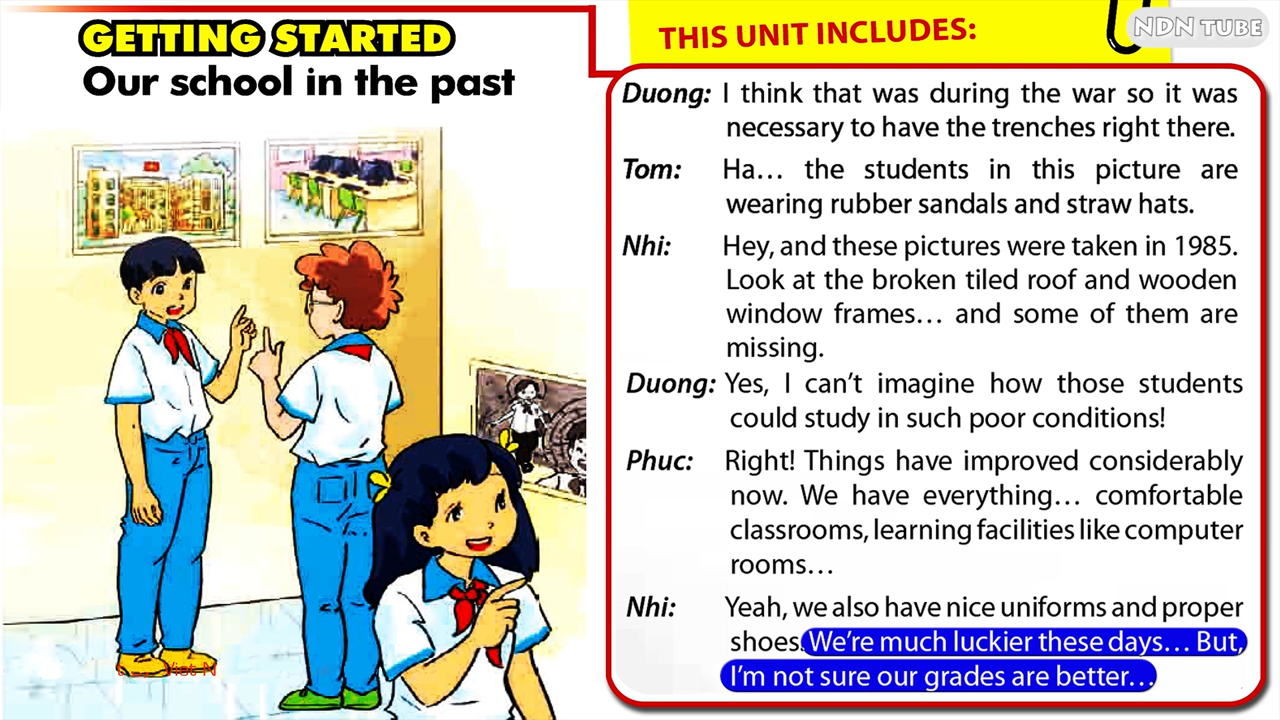 GETTING STARTED
Our school in the past
THIS UNIT INCLUDES:
NDN TUBE
Duong: I think that was during the war so it was
necessary to have the trenches right there.
Tom: Ha… the students in this picture are
wearing rubber sandals and straw hats.
Nhi: Hey, and these pictures were taken in 1985.
Look at the broken tiled roof and wooden
window frames… and some of them are
missing.
Duong: Yes, I can't imagine how those students
could study in such poor conditions!
Phuc: Right! Things have improved considerably
now. We have everything… comfortable
classrooms, learning facilities like computer
rooms…
Nhi: Yeah, we also have nice uniforms and proper
shoes. We're much luckier these days… But,
I'm not sure our grades are better…